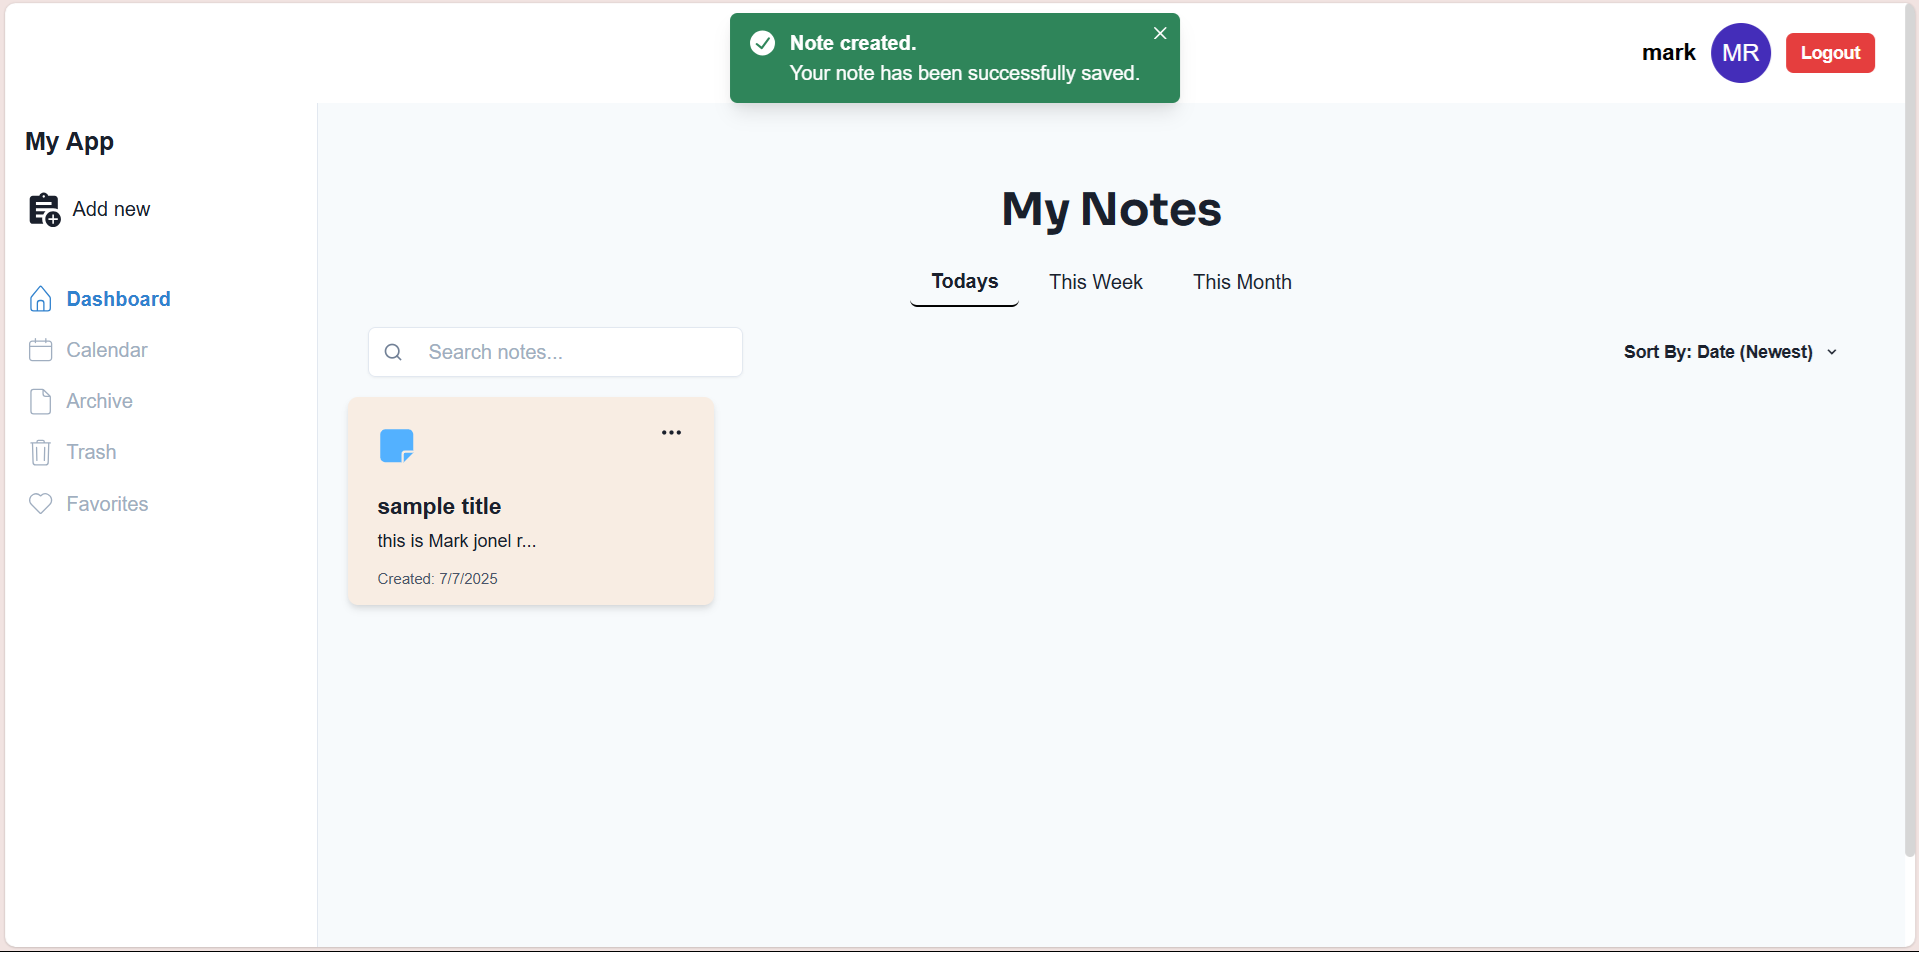 Note created.
Your note has been successfully saved.
mark
MR
Logout
My App
Add new
Dashboard
Calendar
Archive
Trash
Favorites
My Notes
Todays
This Week
This Month
Search notes...
Sort By: Date (Newest)
sample title
this is Mark jonel r...
Created: 7/7/2025